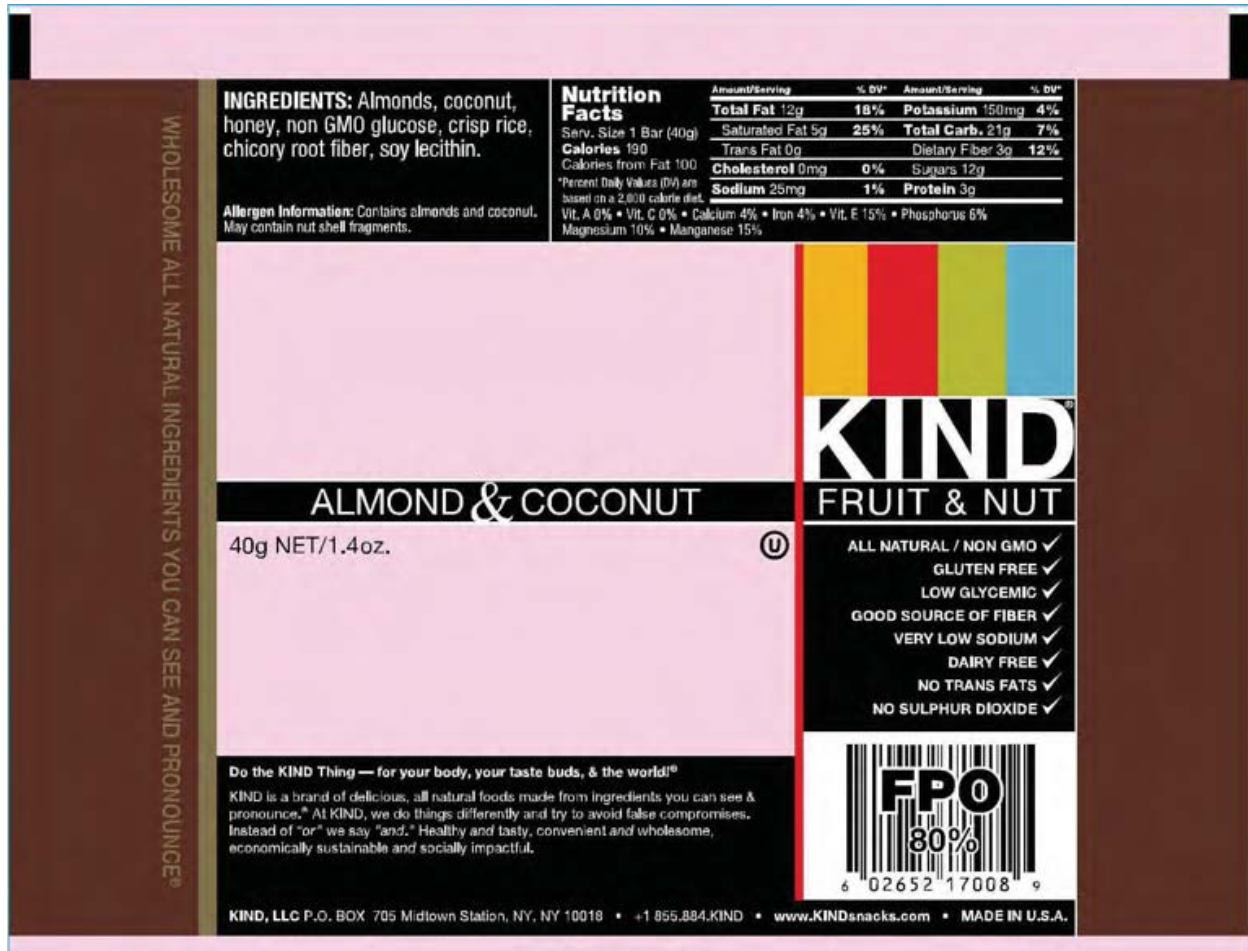 WHOLESOME ALL NATURAL INGREDIENTS YOU CAN SEE AND PRONOUNCE®
INGREDIENTS: Almonds, coconut,
honey, non GMO glucose, crisp rice,
chicory root fiber, soy lecithin.
Allergen Information: Contains almonds and coconut.
May contain nut shell fragments.
Nutrition
Facts
Serv. Size 1 Bar (40g)
Calories 190
Calories from Fat 100
*Percent Daily Values (DV) are
based on a 2,000 calorie diet.
Amount/Serving % DV* Amount/Serving % DV*
Total Fat 12g 18% Potassium 150mg 4%
Saturated Fat 5g 25% Total Carb. 21g 7%
Trans Fat 0g Dietary Fiber 3g 12%
Cholesterol 0mg 0% Sugars 12g
Sodium 25mg 1% Protein 3g
Vit. A 0% • Vit. C 0% • Calcium 4% • Iron 4% • Vit. E 15% • Phosphorus 6%
Magnesium 10% • Manganese 15%
KIND®
ALMOND & COCONUT
FRUIT & NUT
40g NET/1.4oz.
U
ALL NATURAL / NON GMO ✓
GLUTEN FREE ✓
LOW GLYCEMIC ✓
GOOD SOURCE OF FIBER ✓
VERY LOW SODIUM ✓
DAIRY FREE ✓
NO TRANS FATS ✓
NO SULPHUR DIOXIDE ✓
Do the KIND Thing — for your body, your taste buds, & the world!®
KIND is a brand of delicious, all natural foods made from ingredients you can see &
pronounce.® At KIND, we do things differently and try to avoid false compromises.
Instead of "or" we say "and." Healthy and tasty, convenient and wholesome,
economically sustainable and socially impactful.
FPO
80%
6 02652 17008 9
KIND, LLC P.O. BOX 705 Midtown Station, NY, NY 10018 • +1 855.884.KIND • www.KINDsnacks.com • MADE IN U.S.A.